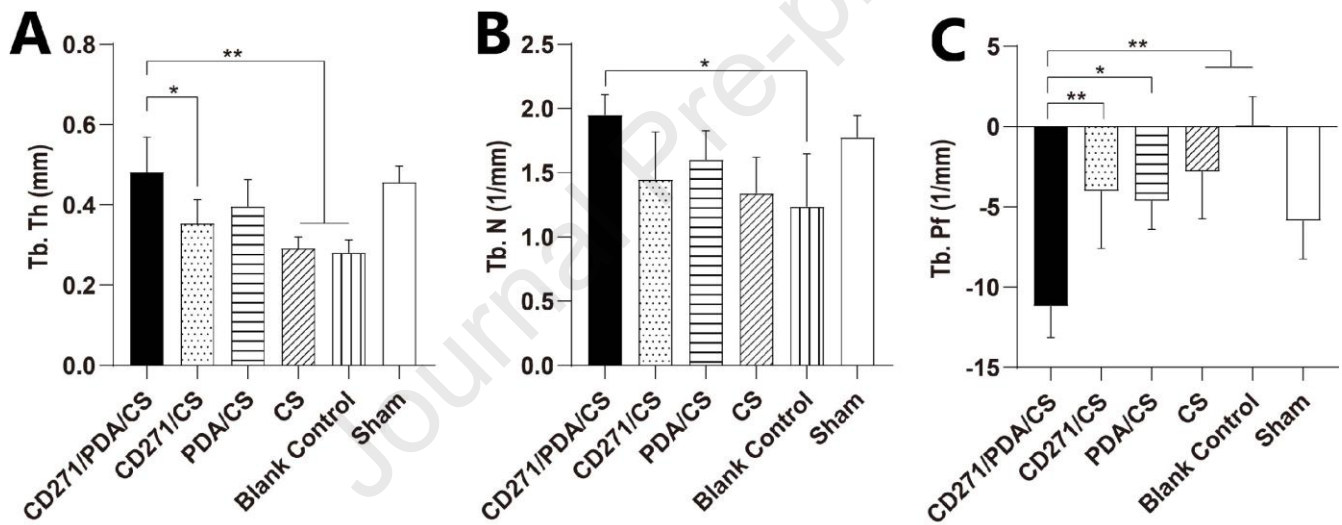 A
Tb. Th (mm)
0.8
0.6
0.4
0.2
0.0
**
*
CD271/PDA/CS
CD271/CS
PDA/CS
CS
Blank Control
Sham
B
Tb. N (1/mm)
2.5
2.0
1.5
1.0
0.5
0.0
*
CD271/PDA/CS
CD271/CS
PDA/CS
CS
Blank Control
Sham
C
Tb. Pf (1/mm)
5
0
-5
-10
-15
**
*
**
CD271/PDA/CS
CD271/CS
PDA/CS
CS
Blank Control
Sham
Journal Pre-p